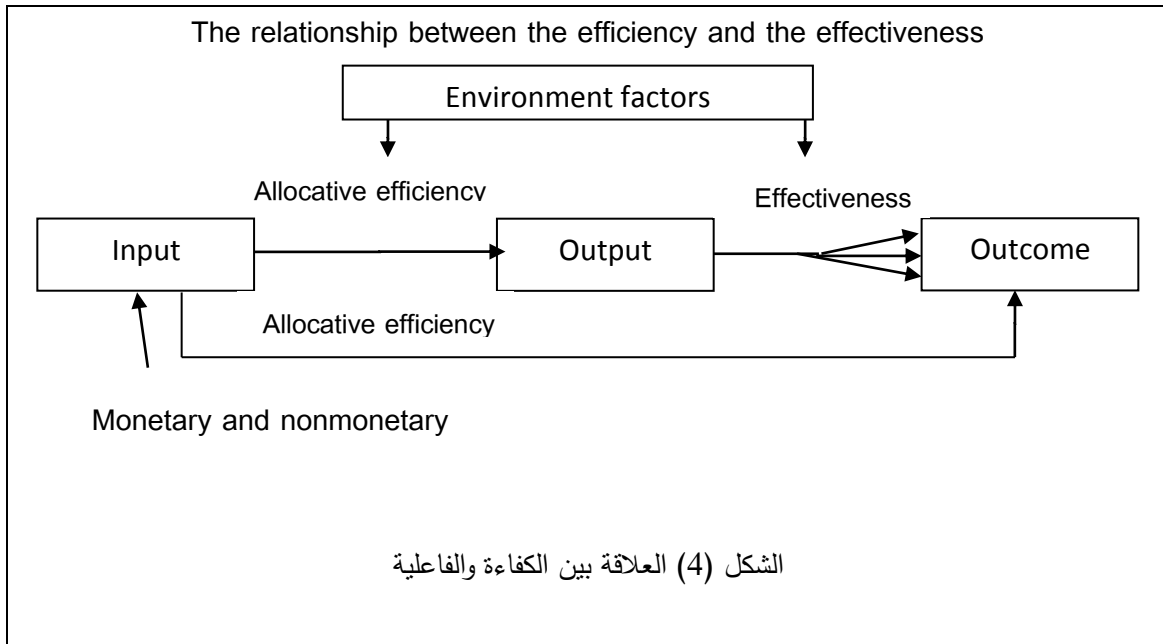 The relationship between the efficiency and the effectiveness
Environment factors
Allocative efficiency
Effectiveness
Input
Output
Outcome
Allocative efficiency
Monetary and nonmonetary
الشكل (4) العلاقة بين الكفاءة والفاعلية